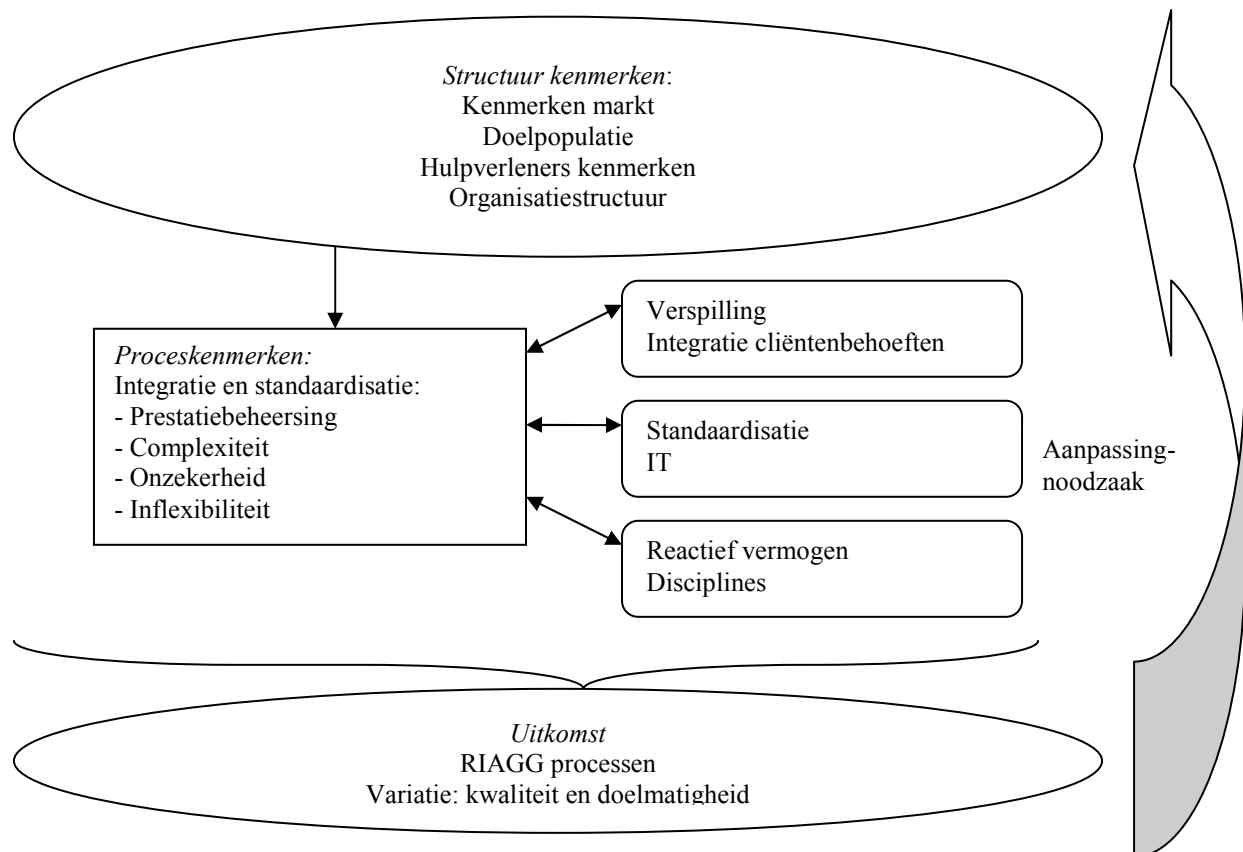 Structuur kenmerken:
Kenmerken markt
Doelpopulatie
Hulpverleners kenmerken
Organisatiestructuur
Proceskenmerken:
Integratie en standaardisatie:
- Prestatiebeheersing
- Complexiteit
- Onzekerheid
- Inflexibiliteit
Verspilling
Integratie cliëntenbehoeften
Standaardisatie
IT
Reactief vermogen
Disciplines
Aanpassing-
noodzaak
Uitkomst
RIAGG processen
Variatie: kwaliteit en doelmatigheid